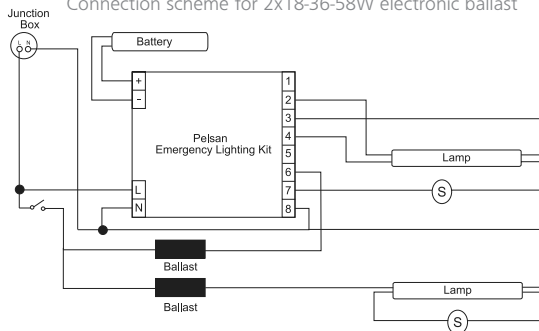 Connection scheme for 2x18-36-58W electronic ballast
Junction
Box
L N
Battery
+
-
1
2
3
4
5
6
7
8
Pelsan
Emergency Lighting Kit
L
N
Lamp
S
Ballast
Ballast
Lamp
S